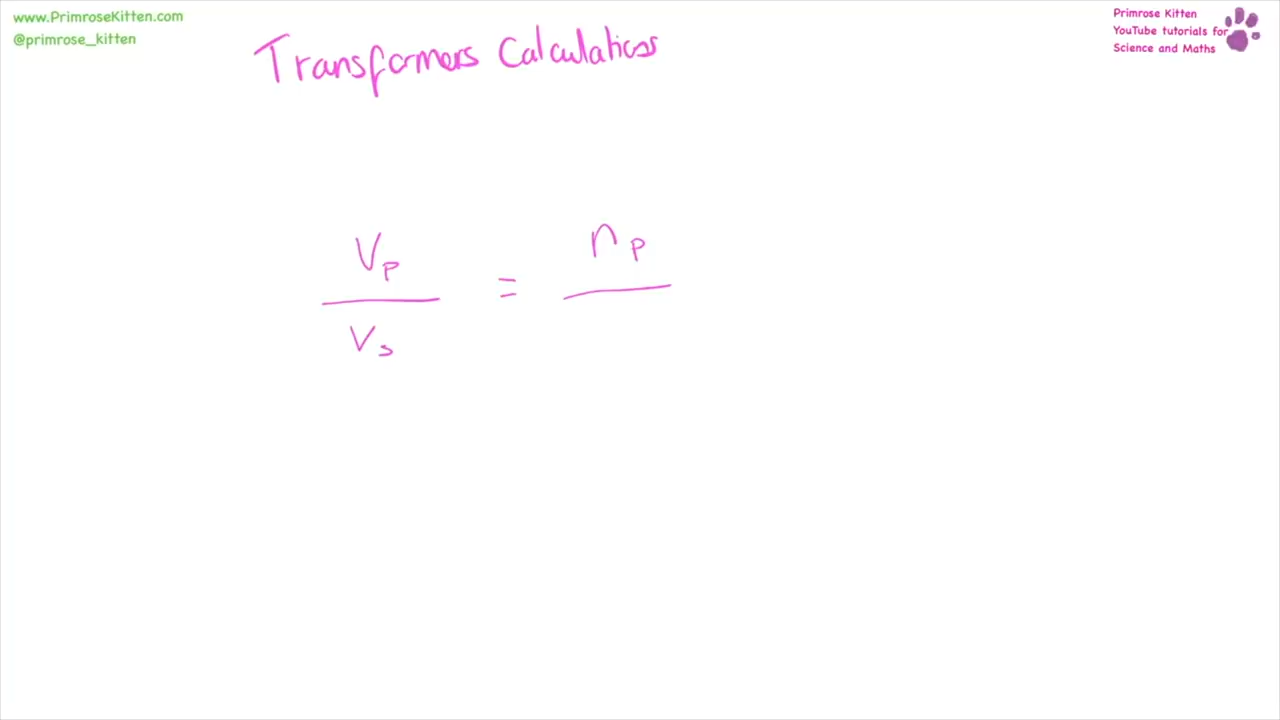 www.PrimroseKitten.com
@primrose_kitten
Primrose Kitten
YouTube tutorials for
Science and Maths
Transformers Calculations
Vp / Vs = np /